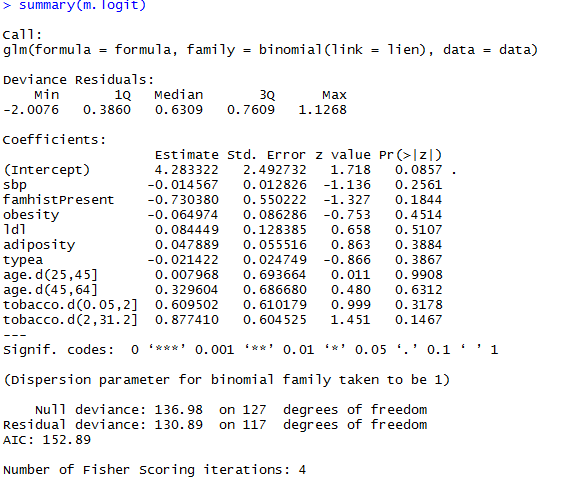 > summary(m.logit)
Call:
glm(formula = formula, family = binomial(link = lien), data = data)
Deviance Residuals:
Min 1Q Median 3Q Max
-2.0076 0.3860 0.6309 0.7609 1.1268
Coefficients:
Estimate Std. Error z value Pr(>|z|)
(Intercept) 4.283322 2.492732 1.718 0.0857 .
sbp -0.014567 0.012826 -1.136 0.2561
famhistPresent -0.730380 0.550222 -1.327 0.1844
obesity -0.064974 0.086286 -0.753 0.4514
ldl 0.084449 0.128385 0.658 0.5107
adiposity 0.047889 0.055516 0.863 0.3884
typea -0.021422 0.024749 -0.866 0.3867
age.d(25,45] 0.007968 0.693664 0.011 0.9908
age.d(45,64] 0.329604 0.686680 0.480 0.6312
tobacco.d(0.05,2] 0.609502 0.610179 0.999 0.3178
tobacco.d(2,31.2] 0.877410 0.604525 1.451 0.1467
---
Signif. codes: 0 ‘***’ 0.001 ‘**’ 0.01 ‘*’ 0.05 ‘.’ 0.1 ‘ ’ 1
(Dispersion parameter for binomial family taken to be 1)
Null deviance: 136.98 on 127 degrees of freedom
Residual deviance: 130.89 on 117 degrees of freedom
AIC: 152.89
Number of Fisher Scoring iterations: 4